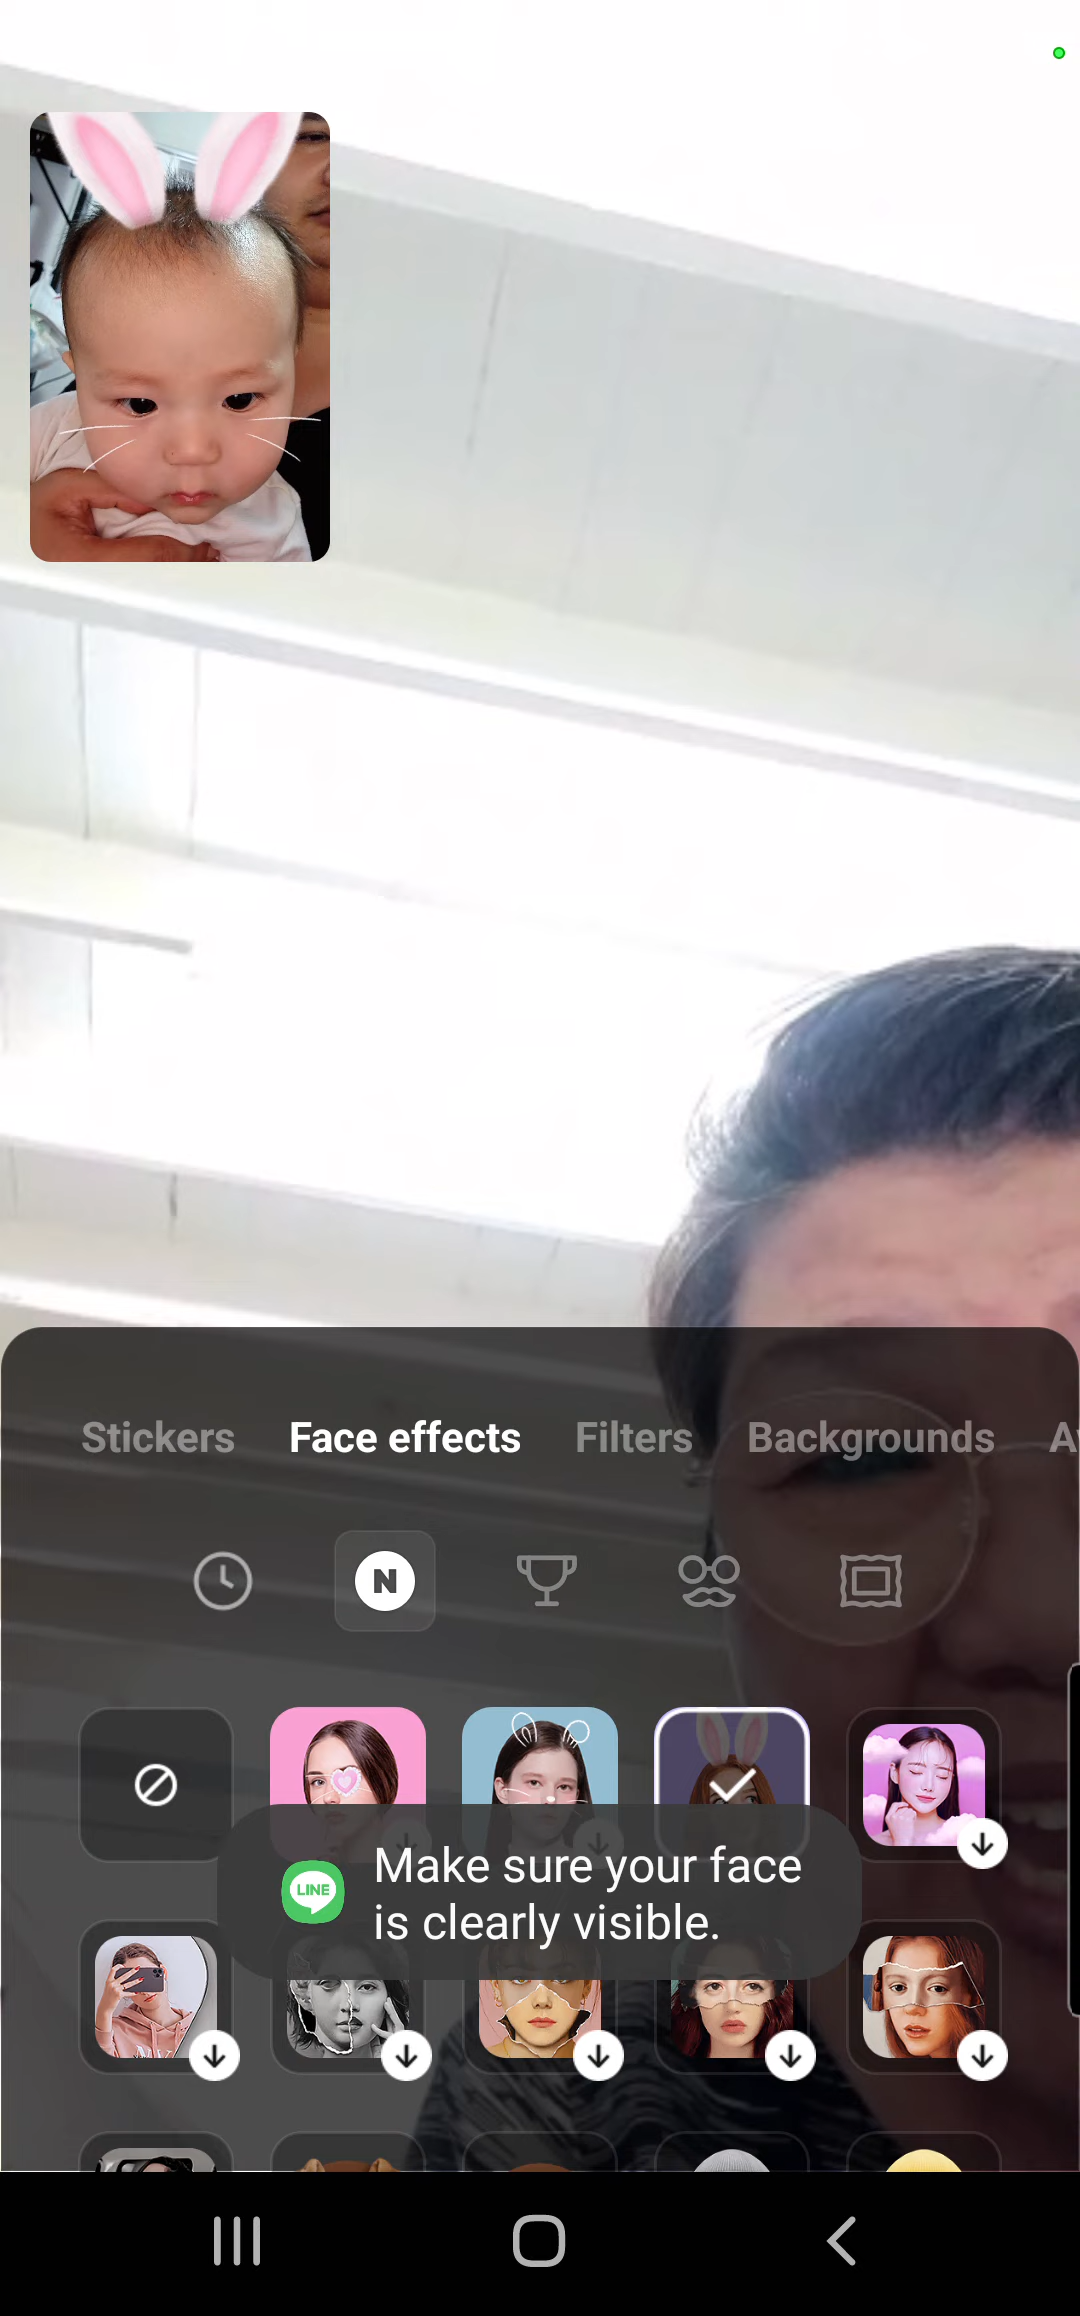 Stickers Face effects Filters Backgrounds
N
LINE
Make sure your face
is clearly visible.